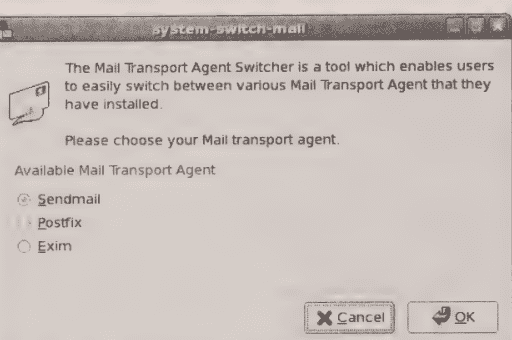 system-switch-mail
The Mail Transport Agent Switcher is a tool which enables users
to easily switch between various Mail Transport Agent that they
have installed.
Please choose your Mail transport agent.
Available Mail Transport Agent
Sendmail
Postfix
Exim
Cancel
OK